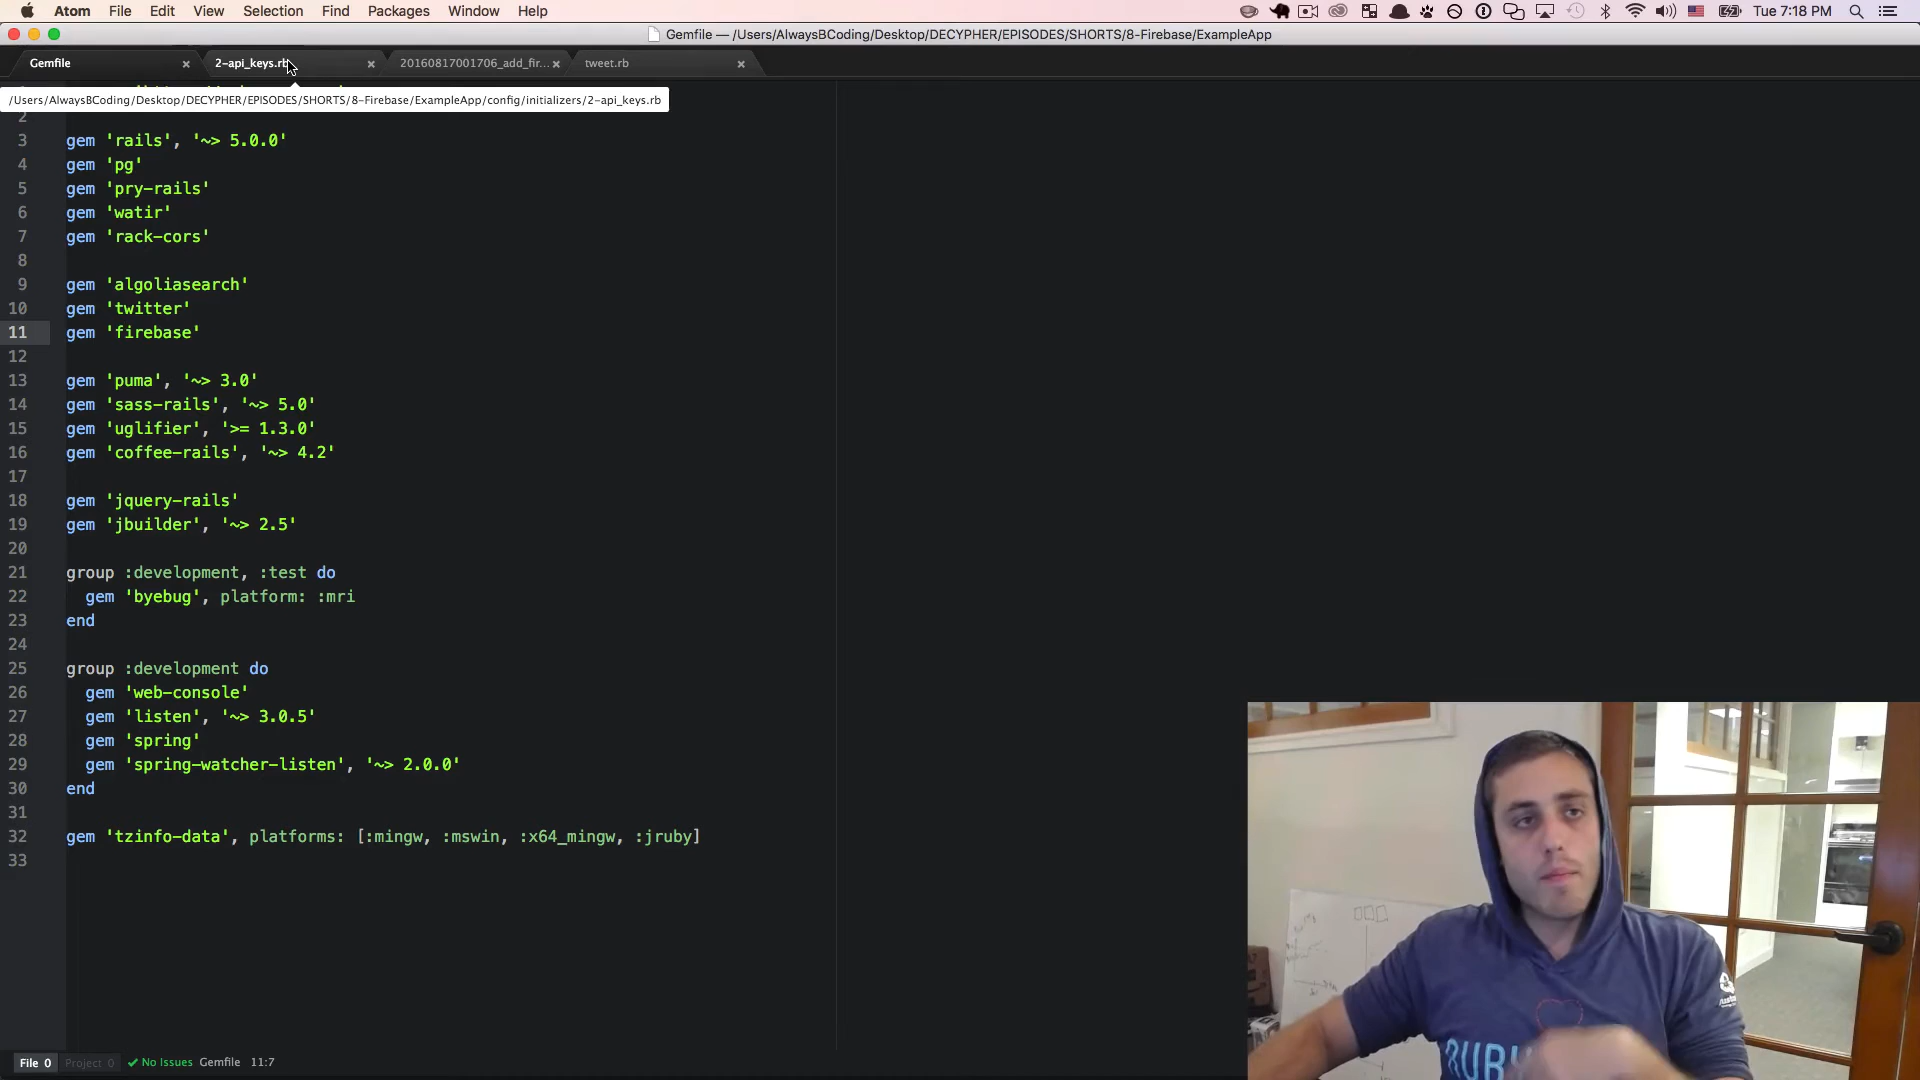 Atom File Edit View Selection Find Packages Window Help Tue 7:18 PM
Gemfile — /Users/AlwaysBCoding/Desktop/DECYPHER/EPISODES/SHORTS/8-Firebase/ExampleApp
Gemfile 2-api_keys.rb 20160817001706_add_fir... tweet.rb
/Users/AlwaysBCoding/Desktop/DECYPHER/EPISODES/SHORTS/8-Firebase/ExampleApp/config/initializers/2-api_keys.rb
2
3 gem 'rails', '~> 5.0.0'
4 gem 'pg'
5 gem 'pry-rails'
6 gem 'watir'
7 gem 'rack-cors'
8
9 gem 'algoliasearch'
10 gem 'twitter'
11 gem 'firebase'
12
13 gem 'puma', '~> 3.0'
14 gem 'sass-rails', '~> 5.0'
15 gem 'uglifier', '>= 1.3.0'
16 gem 'coffee-rails', '~> 4.2'
17
18 gem 'jquery-rails'
19 gem 'jbuilder', '~> 2.5'
20
21 group :development, :test do
22 gem 'byebug', platform: :mri
23 end
24
25 group :development do
26 gem 'web-console'
27 gem 'listen', '~> 3.0.5'
28 gem 'spring'
29 gem 'spring-watcher-listen', '~> 2.0.0'
30 end
31
32 gem 'tzinfo-data', platforms: [:mingw, :mswin, :x64_mingw, :jruby]
33
File 0 Project 0 No Issues Gemfile 11:7